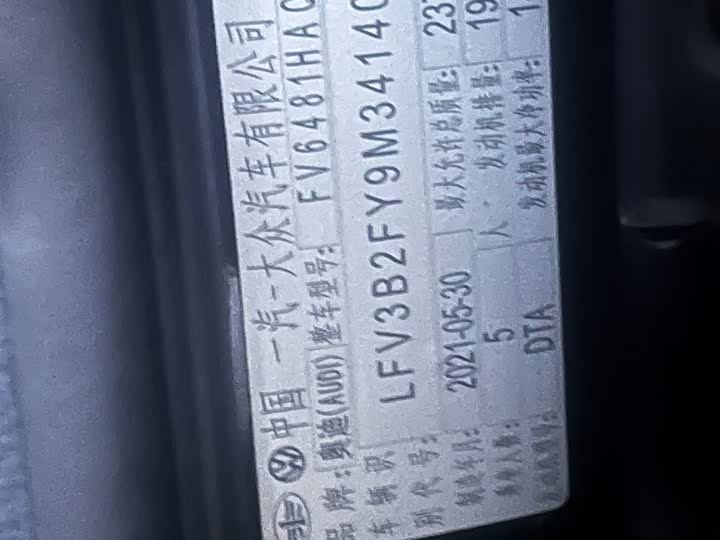 中国 一汽-大众汽车有限公司
品牌:奥迪(AUDI) 整车型号: FV6481HAC
车辆识别代号: LFV3B2FY9M3414
制造年月: 2021-05-30 最大允许总质量: 23
乘坐人数: 5 人 发动机排量: 19
发动机型号: DTA 发动机最大净功率: 1